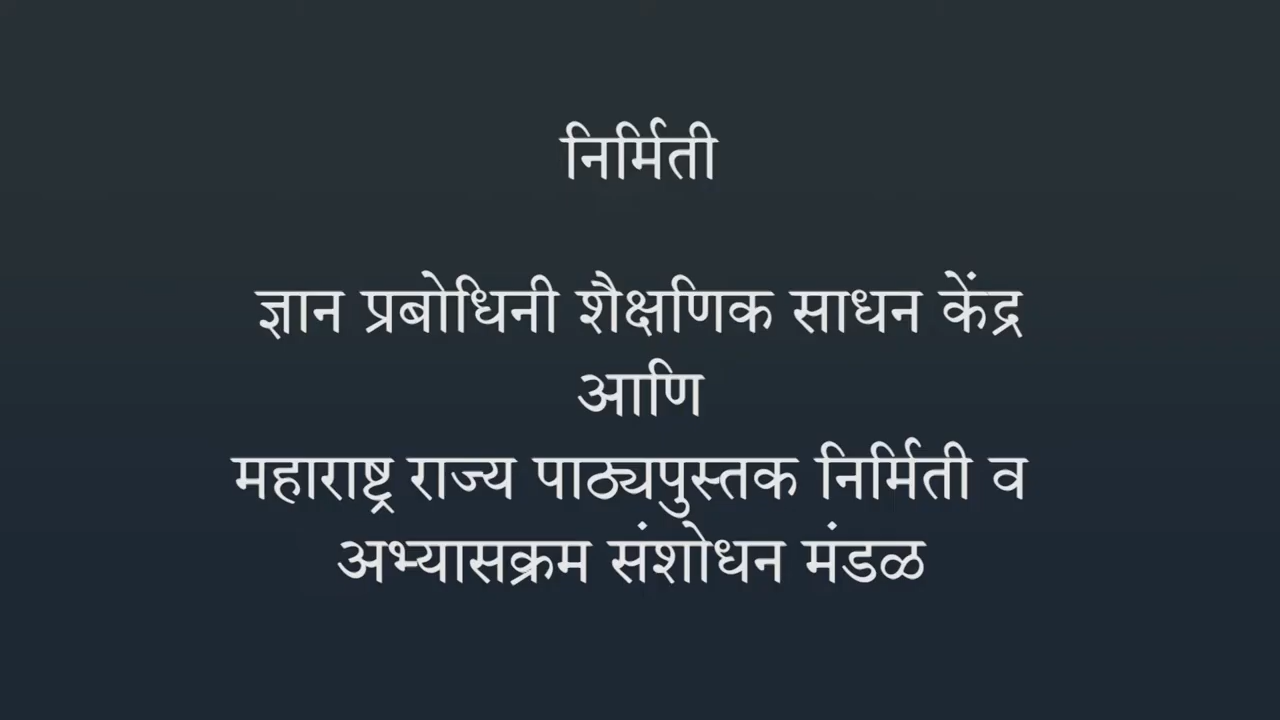 निर्मिती
ज्ञान प्रबोधिनी शैक्षणिक साधन केंद्र
आणि
महाराष्ट्र राज्य पाठ्यपुस्तक निर्मिती व
अभ्यासक्रम संशोधन मंडळ